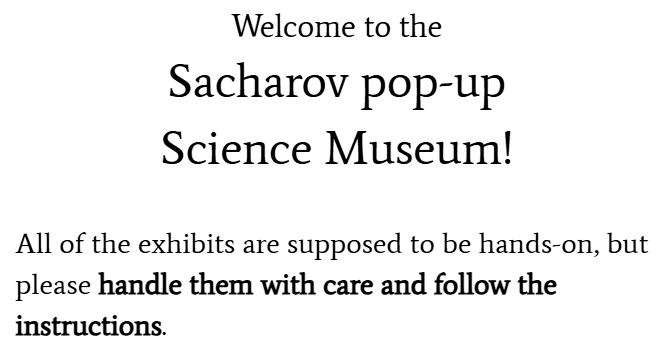 Welcome to the
Sacharov pop-up
Science Museum!
All of the exhibits are supposed to be hands-on, but
please handle them with care and follow the
instructions.